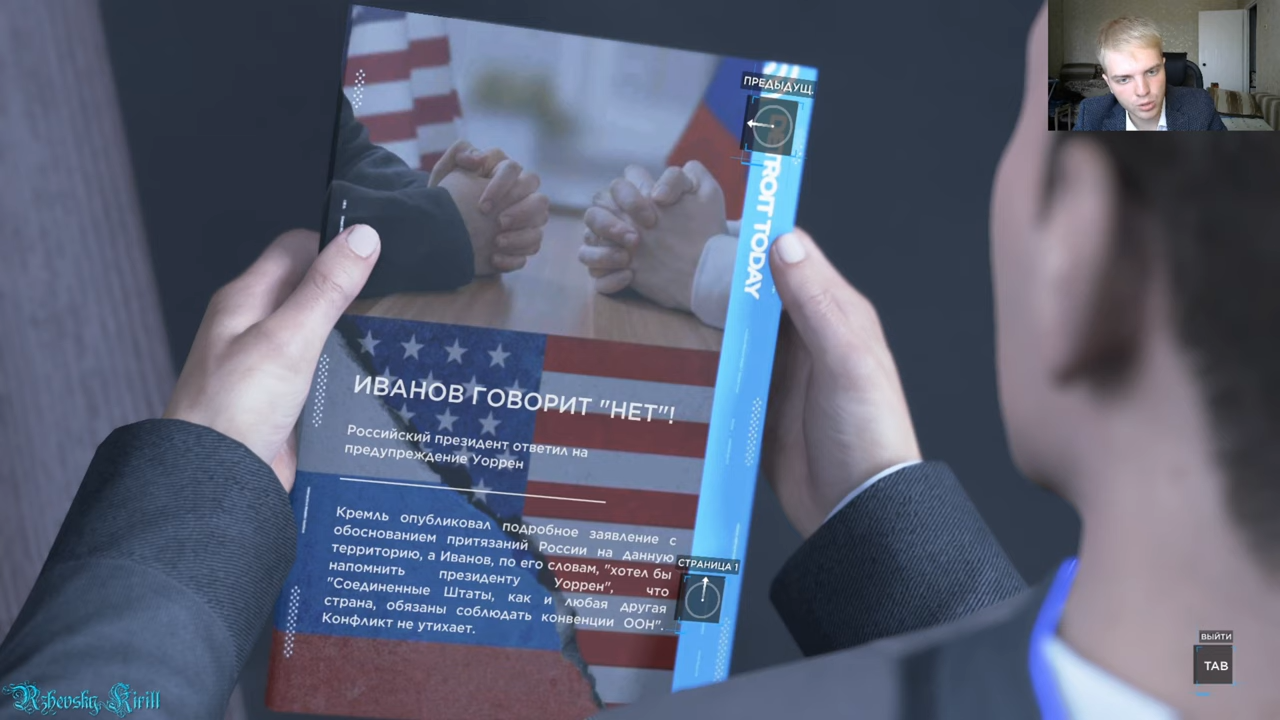 ПРЕДЫДУЩ.
DETROIT TODAY
ИВАНОВ ГОВОРИТ "НЕТ"!
Российский президент ответил на
предупреждение Уоррен
Кремль опубликовал подробное заявление с
обоснованием притязаний России на данную
территорию, а Иванов, по его словам, "хотел бы
напомнить президенту Уоррен", что
"Соединенные Штаты, как и любая другая
страна, обязаны соблюдать конвенции ООН".
Конфликт не утихает.
СТРАНИЦА 1
ВЫЙТИ
TAB
Rzhevsky Kirill